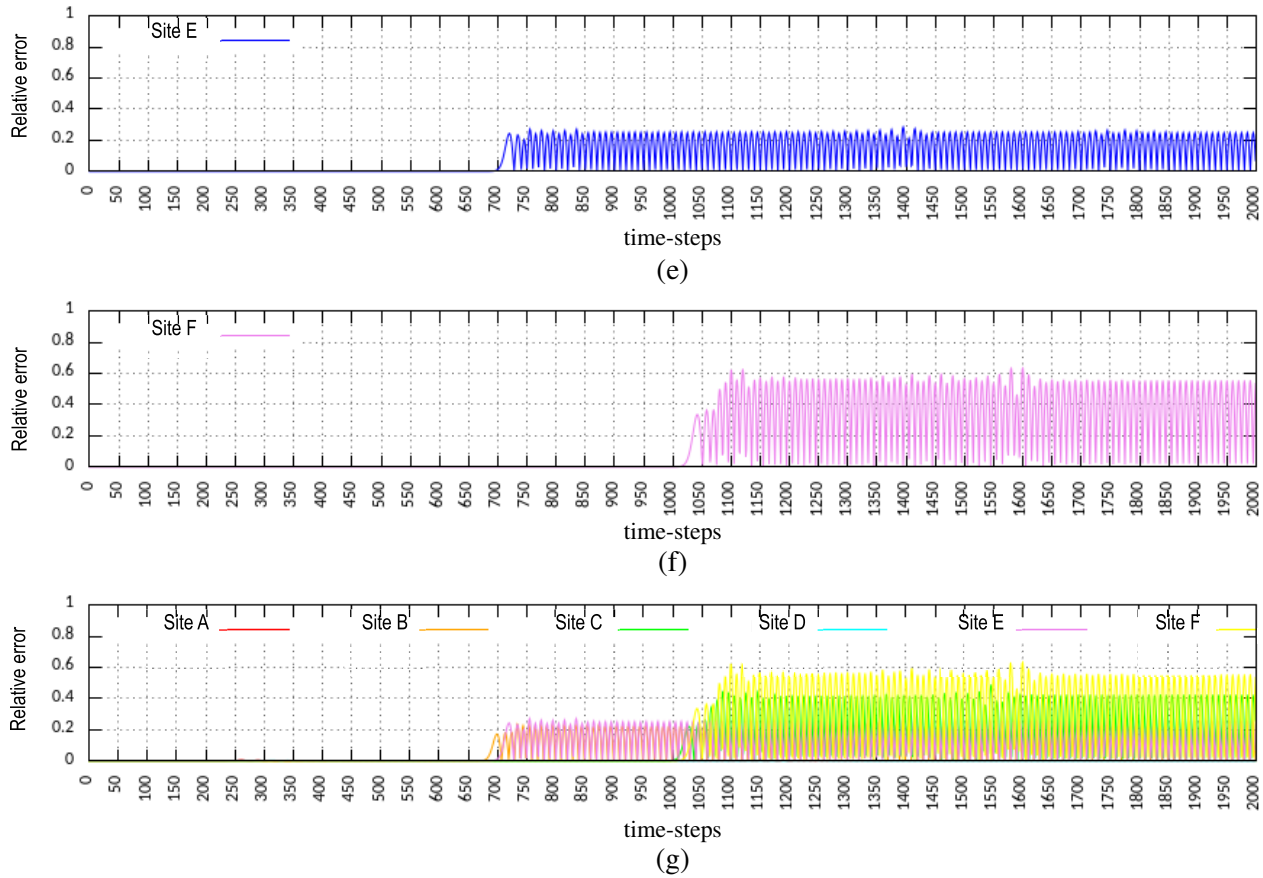 1
0.8
0.6
0.4
0.2
0
Relative error
Site E
0 50 100 150 200 250 300 350 400 450 500 550 600 650 700 750 800 850 900 950 1000 1050 1100 1150 1200 1250 1300 1350 1400 1450 1500 1550 1600 1650 1700 1750 1800 1850 1900 1950 2000
time-steps
(e)
1
0.8
0.6
0.4
0.2
0
Relative error
Site F
0 50 100 150 200 250 300 350 400 450 500 550 600 650 700 750 800 850 900 950 1000 1050 1100 1150 1200 1250 1300 1350 1400 1450 1500 1550 1600 1650 1700 1750 1800 1850 1900 1950 2000
time-steps
(f)
1
0.8
0.6
0.4
0.2
0
Relative error
Site A Site B Site C Site D Site E Site F
0 50 100 150 200 250 300 350 400 450 500 550 600 650 700 750 800 850 900 950 1000 1050 1100 1150 1200 1250 1300 1350 1400 1450 1500 1550 1600 1650 1700 1750 1800 1850 1900 1950 2000
time-steps
(g)